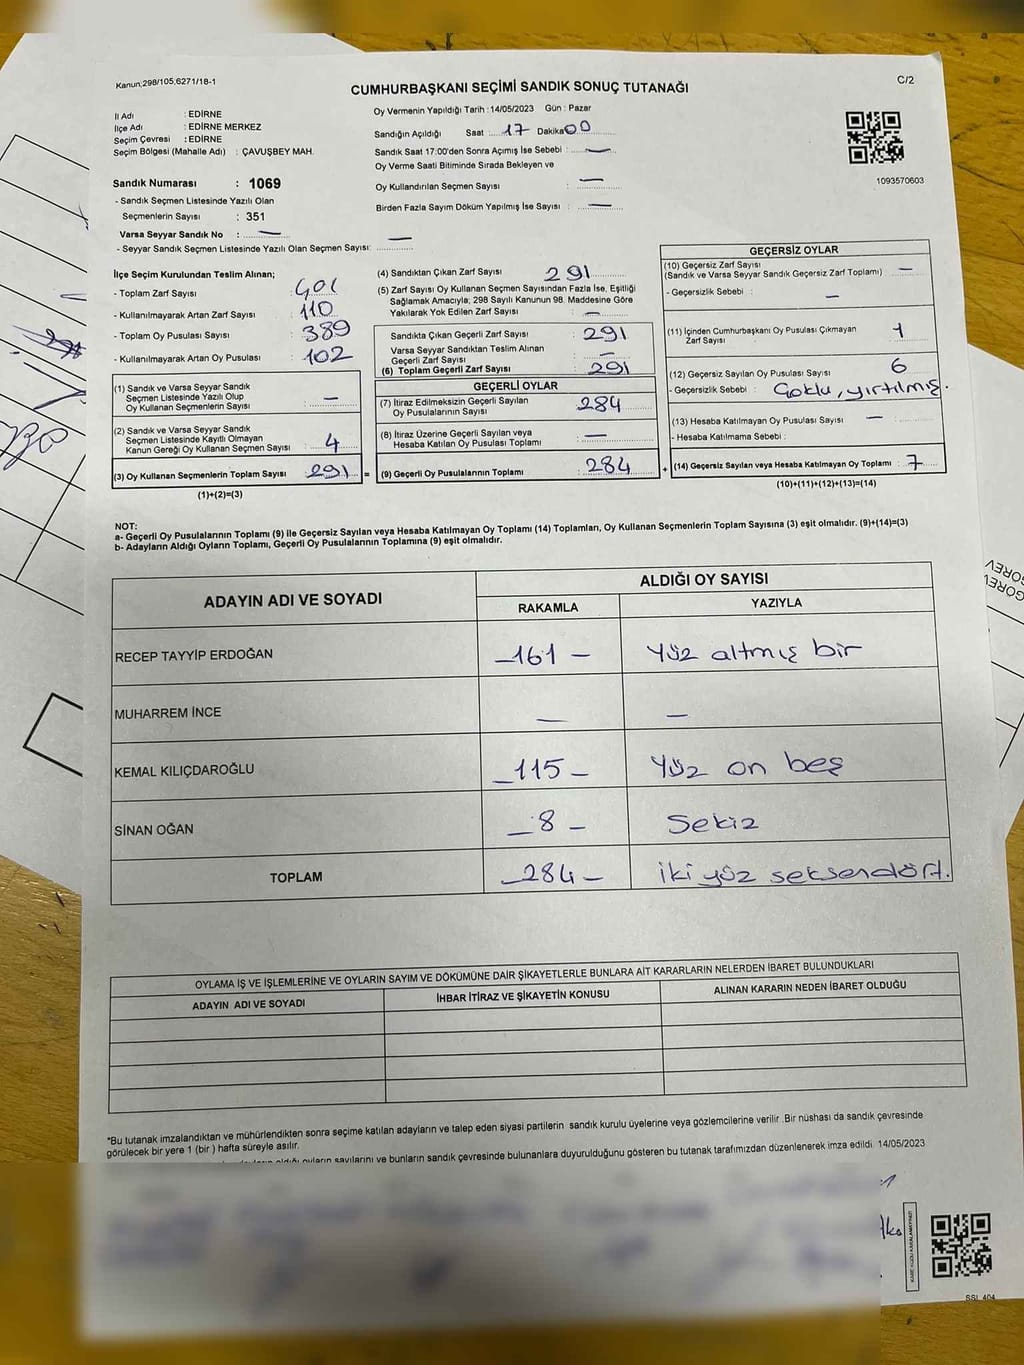 Kanun;298/105,6271/18-1
CUMHURBAŞKANI SEÇİMİ SANDIK SONUÇ TUTANAĞI
C/2
İl Adı : EDİRNE
İlçe Adı : EDİRNE MERKEZ
Seçim Çevresi : EDİRNE
Seçim Bölgesi (Mahalle Adı) : ÇAVUŞBEY MAH.
Sandık Numarası : 1069
- Sandık Seçmen Listesinde Yazılı Olan
Seçmenlerin Sayısı : 351
Varsa Seyyar Sandık No : —
- Seyyar Sandık Seçmen Listesinde Yazılı Olan Seçmen Sayısı: —
Oy Vermenin Yapıldığı Tarih : 14/05/2023 Gün : Pazar
Sandığın Açıldığı Saat 17 Dakika 00
Sandık Saat 17:00'den Sonra Açımış İse Sebebi : —
Oy Verme Saati Bitiminde Sırada Bekleyen ve
Oy Kullandırılan Seçmen Sayısı : —
Birden Fazla Sayım Döküm Yapılmış İse Sayısı : —
1093570603
İlçe Seçim Kurulundan Teslim Alınan;
- Toplam Zarf Sayısı : 401
- Kullanılmayarak Artan Zarf Sayısı : 110
- Toplam Oy Pusulası Sayısı : 389
- Kullanılmayarak Artan Oy Pusulası : 102
(1) Sandık ve Varsa Seyyar Sandık
Seçmen Listesinde Yazılı Olup
Oy Kullanan Seçmenlerin Sayısı : —
(2) Sandık ve Varsa Seyyar Sandık
Seçmen Listesinde Kayıtlı Olmayan
Kanun Gereği Oy Kullanan Seçmen Sayısı : 4
(3) Oy Kullanan Seçmenlerin Toplam Sayısı : 291 =
(1)+(2)=(3)
(4) Sandıktan Çıkan Zarf Sayısı : 291
(5) Zarf Sayısı Oy Kullanan Seçmen Sayısından Fazla İse, Eşitliği
Sağlamak Amacıyla; 298 Sayılı Kanunun 98. Maddesine Göre
Yakılarak Yok Edilen Zarf Sayısı : —
Sandıkta Çıkan Geçerli Zarf Sayısı : 291
Varsa Seyyar Sandıktan Teslim Alınan
Geçerli Zarf Sayısı : —
(6) Toplam Geçerli Zarf Sayısı : 291
GEÇERLİ OYLAR
(7) İtiraz Edilmeksizin Geçerli Sayılan
Oy Pusulalarının Sayısı : 284
(8) İtiraz Üzerine Geçerli Sayılan veya
Hesaba Katılan Oy Pusulası Toplamı : —
(9) Geçerli Oy Pusulalarının Toplamı : 284 +
GEÇERSİZ OYLAR
(10) Geçersiz Zarf Sayısı
(Sandık ve Varsa Seyyar Sandık Geçersiz Zarf Toplamı) —
- Geçersizlik Sebebi : —
(11) İçinden Cumhurbaşkanı Oy Pusulası Çıkmayan
Zarf Sayısı : 1
(12) Geçersiz Sayılan Oy Pusulası Sayısı : 6
- Geçersizlik Sebebi : Çoklu, yırtılmış.
(13) Hesaba Katılmayan Oy Pusulası Sayısı : —
- Hesaba Katılmama Sebebi :
(14) Geçersiz Sayılan veya Hesaba Katılmayan Oy Toplamı : 7
(10)+(11)+(12)+(13)=(14)
NOT:
a- Geçerli Oy Pusulalarının Toplamı (9) ile Geçersiz Sayılan veya Hesaba Katılmayan Oy Toplamı (14) Toplamları, Oy Kullanan Seçmenlerin Toplam Sayısına (3) eşit olmalıdır. (9)+(14)=(3)
b- Adayların Aldığı Oyların Toplamı, Geçerli Oy Pusulalarının Toplamına (9) eşit olmalıdır.
ADAYIN ADI VE SOYADI
ALDIĞI OY SAYISI
RAKAMLA YAZIYLA
RECEP TAYYİP ERDOĞAN —161— Yüz altmış bir
MUHARREM İNCE — —
KEMAL KILIÇDAROĞLU —115— Yüz on beş
SİNAN OĞAN —8— Sekiz
TOPLAM —284— iki yüz seksendört.
OYLAMA İŞ VE İŞLEMLERİNE VE OYLARIN SAYIM VE DÖKÜMÜNE DAİR ŞİKAYETLERLE BUNLARA AİT KARARLARIN NELERDEN İBARET BULUNDUKLARI
ADAYIN ADI VE SOYADI İHBAR İTİRAZ VE ŞİKAYETİN KONUSU ALINAN KARARIN NEDEN İBARET OLDUĞU
*Bu tutanak imzalandıktan ve mühürlendikten sonra seçime katılan adayların ve talep eden siyasi partilerin sandık kurulu üyelerine veya gözlemcilerine verilir .Bir nüshası da sandık çevresinde
görülecek bir yere 1 (bir ) hafta süreyle asılır.
oyların sayılarını ve bunların sandık çevresinde bulunanlara duyurulduğunu gösteren bu tutanak tarafımızdan düzenlenerek imza edildi. 14/05/2023
SSI_404